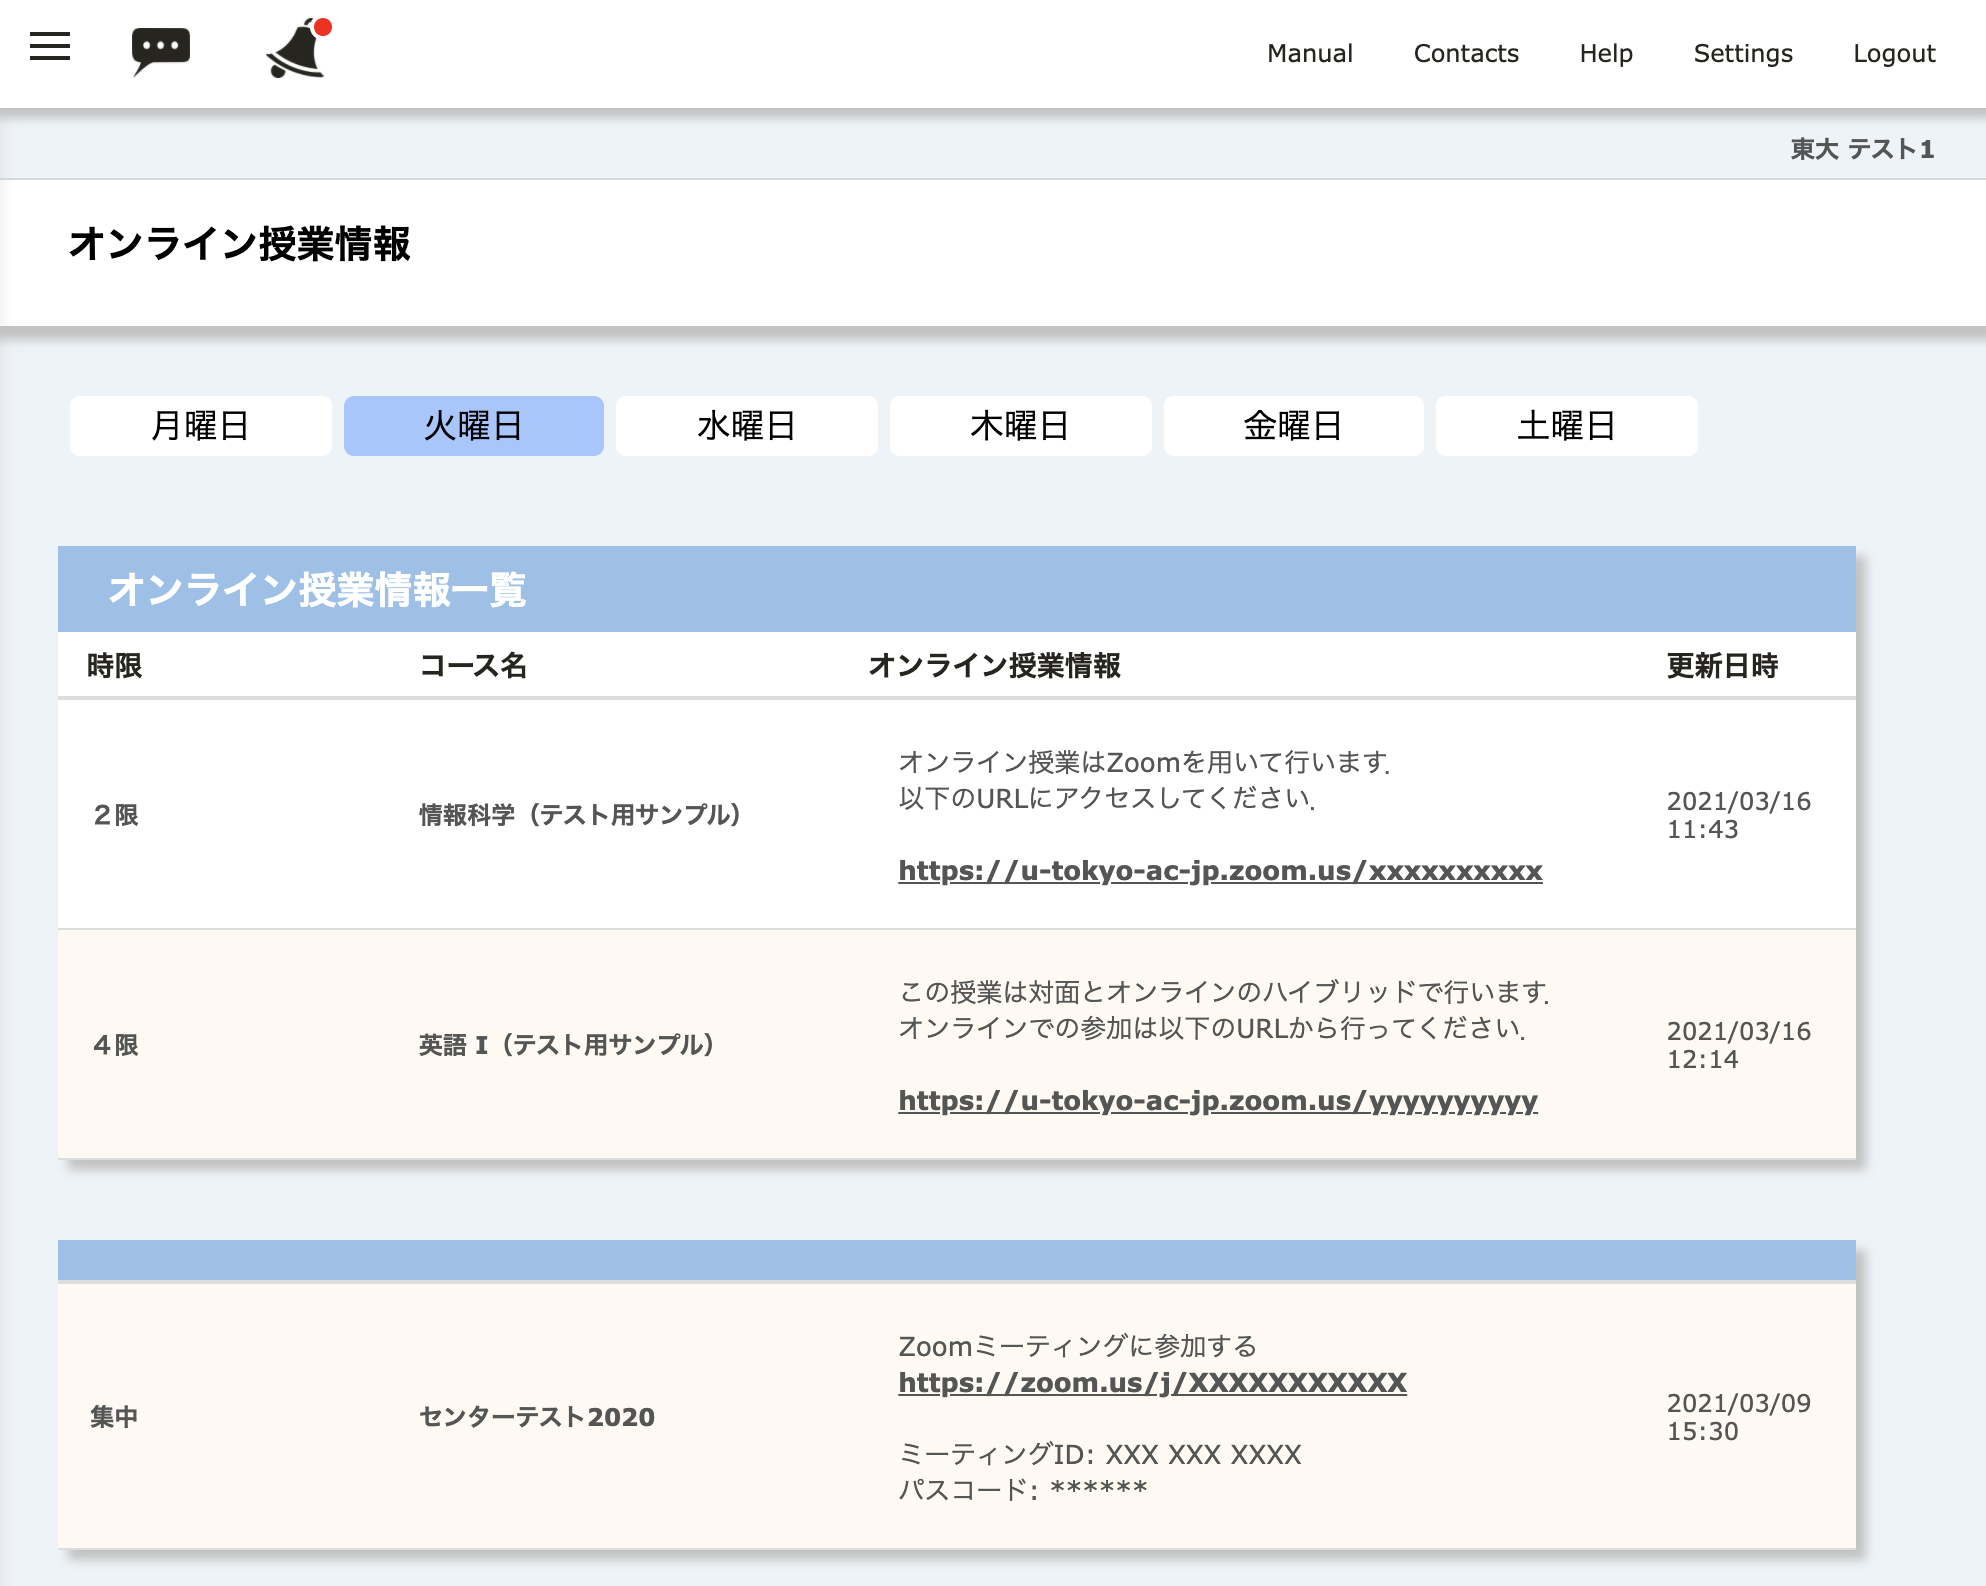 Manual Contacts Help Settings Logout
東大 テスト1
オンライン授業情報
月曜日 火曜日 水曜日 木曜日 金曜日 土曜日
オンライン授業情報一覧
時限 コース名 オンライン授業情報 更新日時
２限 情報科学（テスト用サンプル）
オンライン授業はZoomを用いて行います．
以下のURLにアクセスしてください．
https://u-tokyo-ac-jp.zoom.us/xxxxxxxxxx
2021/03/16
11:43
４限 英語 I（テスト用サンプル）
この授業は対面とオンラインのハイブリッドで行います．
オンラインでの参加は以下のURLから行ってください．
https://u-tokyo-ac-jp.zoom.us/yyyyyyyyyy
2021/03/16
12:14
集中 センターテスト2020
Zoomミーティングに参加する
https://zoom.us/j/XXXXXXXXXXX
ミーティングID: XXX XXX XXXX
パスコード: ******
2021/03/09
15:30